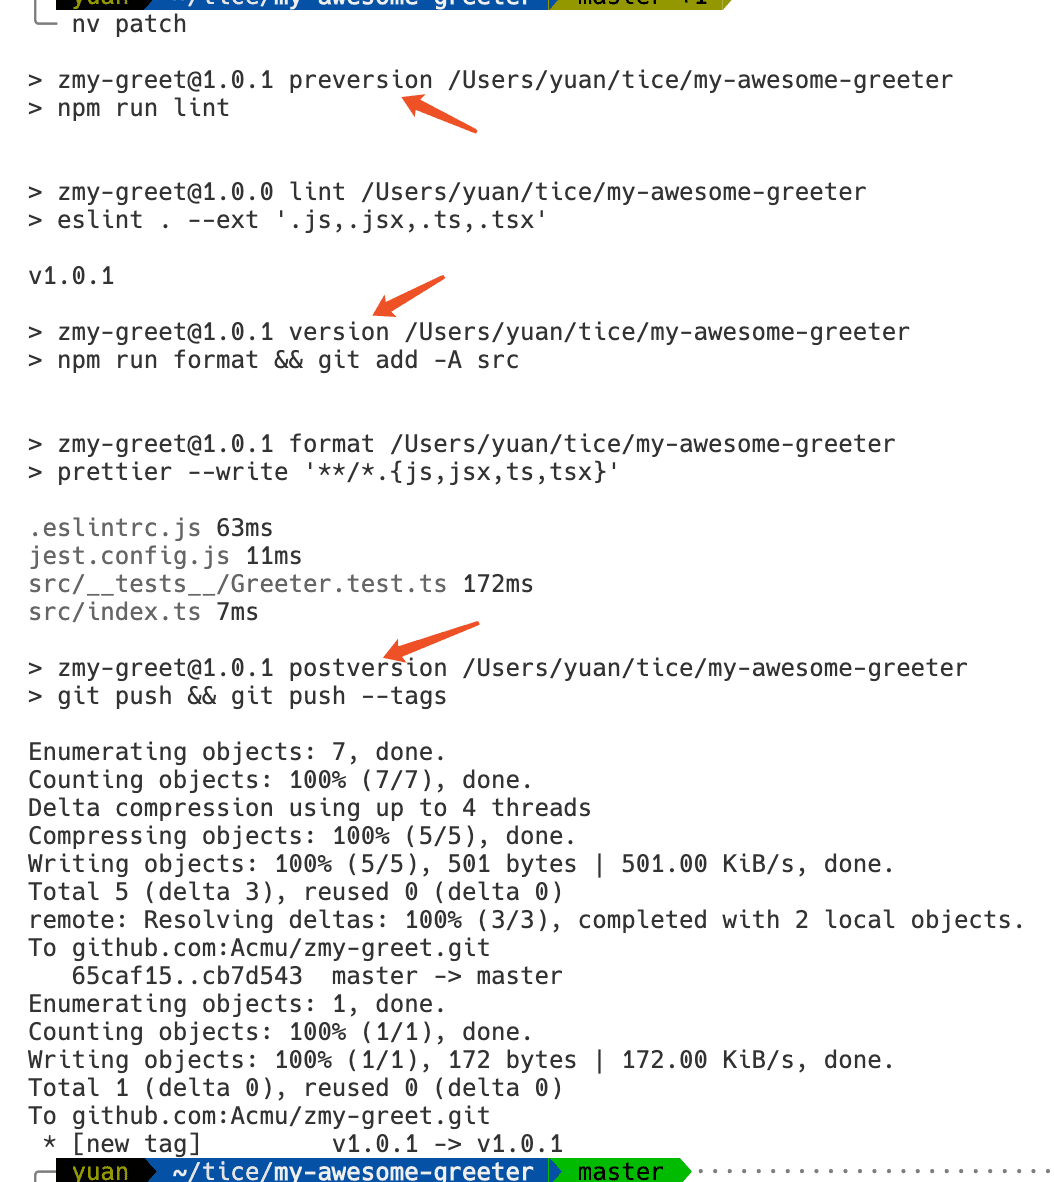 yuan ~/tice/my-awesome-greeter master +1
nv patch
> zmy-greet@1.0.1 preversion /Users/yuan/tice/my-awesome-greeter
> npm run lint
> zmy-greet@1.0.0 lint /Users/yuan/tice/my-awesome-greeter
> eslint . --ext '.js,.jsx,.ts,.tsx'
v1.0.1
> zmy-greet@1.0.1 version /Users/yuan/tice/my-awesome-greeter
> npm run format && git add -A src
> zmy-greet@1.0.1 format /Users/yuan/tice/my-awesome-greeter
> prettier --write '**/*.{js,jsx,ts,tsx}'
.eslintrc.js 63ms
jest.config.js 11ms
src/__tests__/Greeter.test.ts 172ms
src/index.ts 7ms
> zmy-greet@1.0.1 postversion /Users/yuan/tice/my-awesome-greeter
> git push && git push --tags
Enumerating objects: 7, done.
Counting objects: 100% (7/7), done.
Delta compression using up to 4 threads
Compressing objects: 100% (5/5), done.
Writing objects: 100% (5/5), 501 bytes | 501.00 KiB/s, done.
Total 5 (delta 3), reused 0 (delta 0)
remote: Resolving deltas: 100% (3/3), completed with 2 local objects.
To github.com:Acmu/zmy-greet.git
65caf15..cb7d543  master -> master
Enumerating objects: 1, done.
Counting objects: 100% (1/1), done.
Writing objects: 100% (1/1), 172 bytes | 172.00 KiB/s, done.
Total 1 (delta 0), reused 0 (delta 0)
To github.com:Acmu/zmy-greet.git
* [new tag]         v1.0.1 -> v1.0.1
yuan ~/tice/my-awesome-greeter master